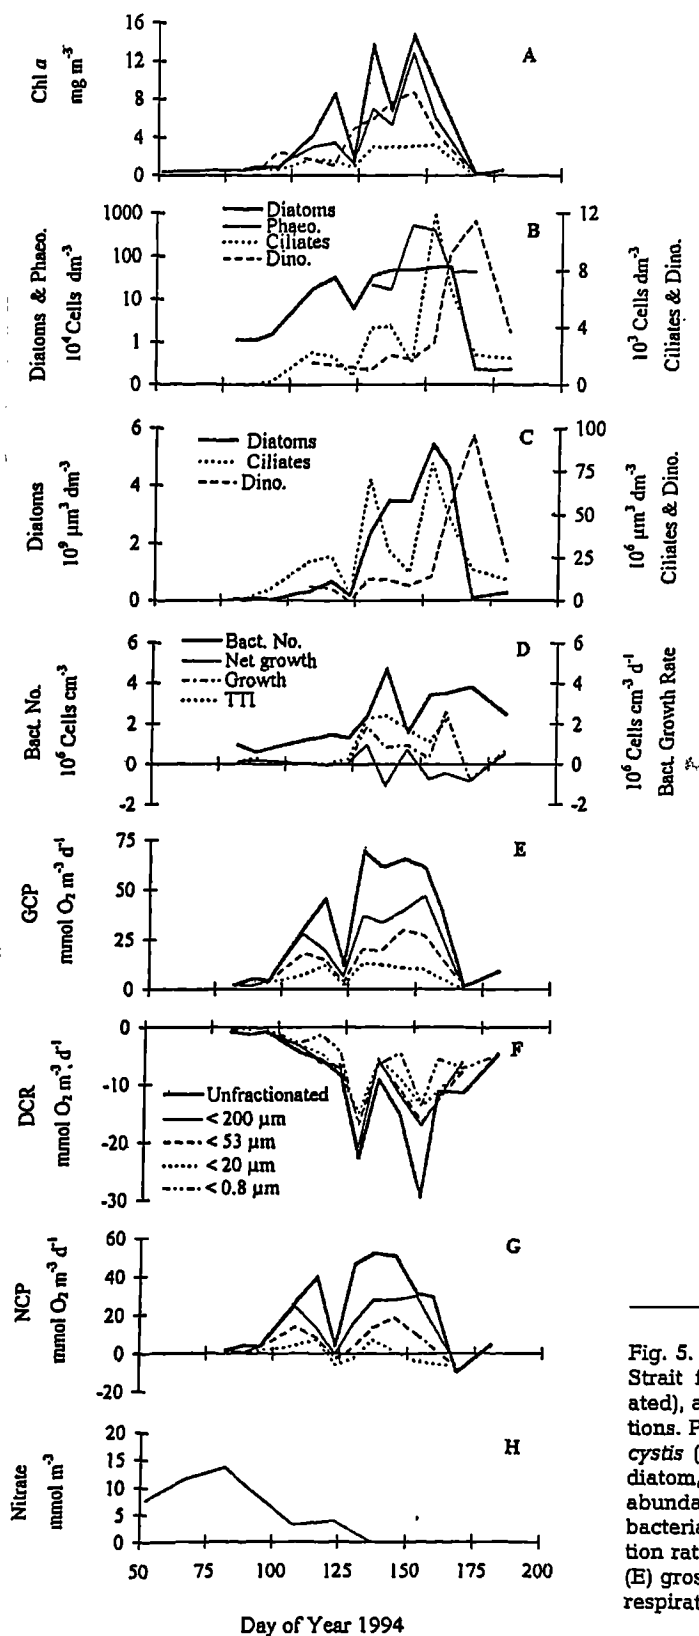 16
12
8
4
0
Chl a
mg m-3
A
1000
100
10
1
0
Diatoms & Phaeo.
10⁴ Cells dm-3
Diatoms
Phaeo.
Ciliates
Dino.
B
12
8
4
0
10³ Cells dm-3
Ciliates & Dino.
6
4
2
0
Diatoms
10⁹ µm³ dm-3
Diatoms
Ciliates
Dino.
C
100
75
50
25
0
10⁶ µm³ dm-3
Ciliates & Dino.
6
4
2
0
-2
Bact. No.
10⁶ Cells cm-3
Bact. No.
Net growth
Growth
TTI
D
6
4
2
0
-2
10⁶ Cells cm-3 d-1
Bact. Growth Rate
75
50
25
0
GCP
mmol O₂ m-3 d-1
E
0
-10
-20
-30
DCR
mmol O₂ m-3 d-1
Unfractionated
< 200 µm
< 53 µm
< 20 µm
< 0.8 µm
F
60
40
20
0
-20
NCP
mmol O₂ m-3 d-1
G
20
15
10
5
0
Nitrate
mmol m-3
H
50 75 100 125 150 175 200
Day of Year 1994
Fig. 5.
Strait f
ated), a
tions. P
cystis (
diatom,
abunda
bacteria
tion rat
(E) gros
respirat